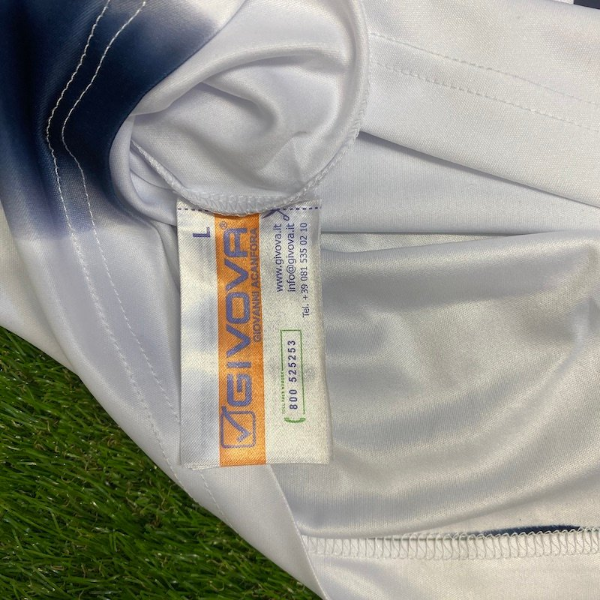 L
GIVOVA
GIOVANNI ACANFORA
www.givova.it
info@givova.it
Tel. +39 081 535 02 10
800 525253